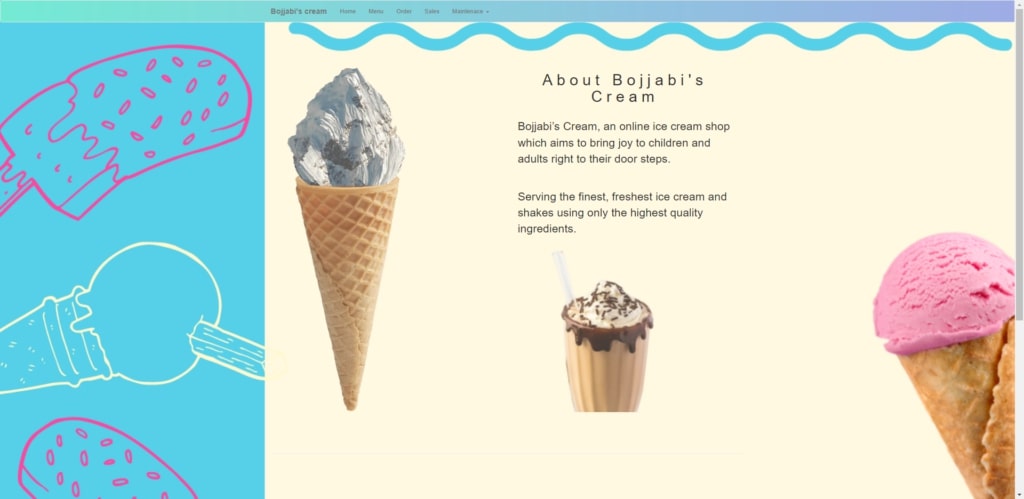 Bojjabi's cream Home Menu Order Sales Maintenace
About Bojjabi's
Cream
Bojjabi's Cream, an online ice cream shop
which aims to bring joy to children and
adults right to their door steps.
Serving the finest, freshest ice cream and
shakes using only the highest quality
ingredients.